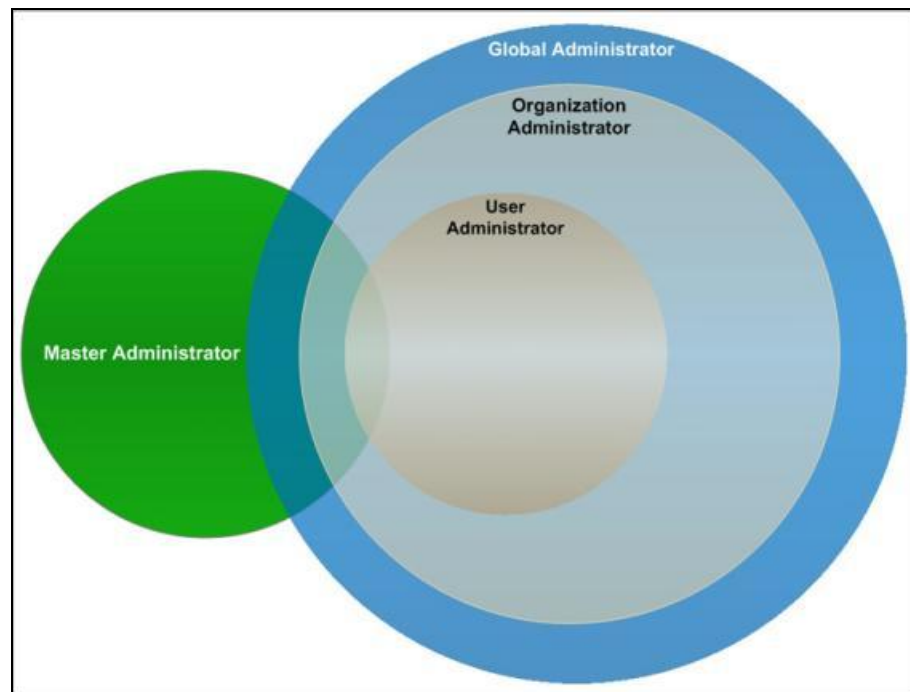 Global Administrator
Organization
Administrator
User
Administrator
Master Administrator